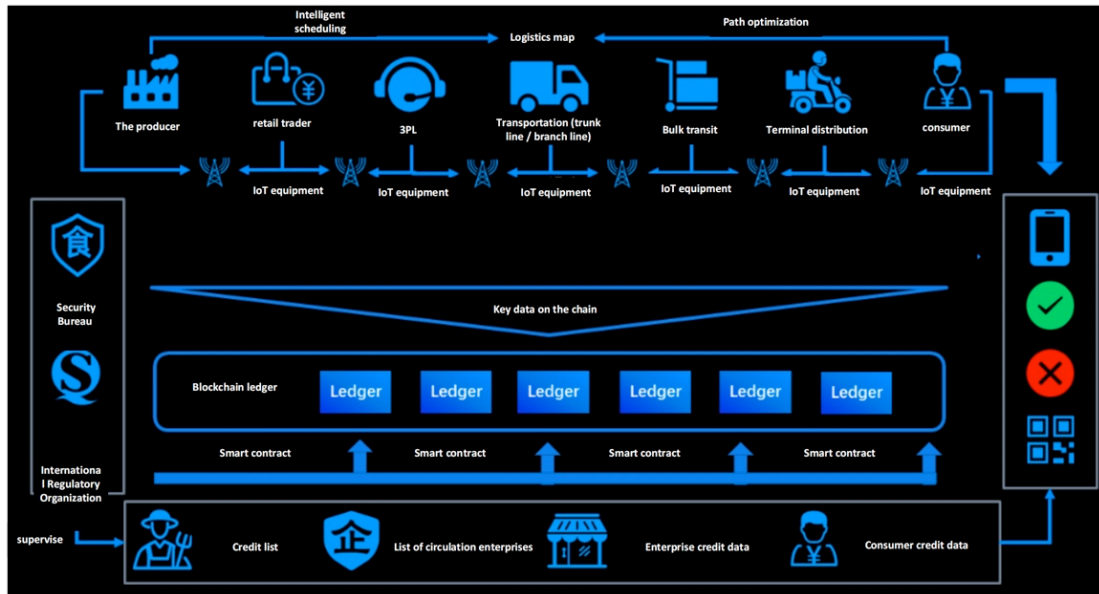 Intelligent
scheduling
Path optimization
Logistics map
The producer
retail trader
3PL
Transportation (trunk
line / branch line)
Bulk transit
Terminal distribution
consumer
IoT equipment
IoT equipment
IoT equipment
IoT equipment
IoT equipment
IoT equipment
食
Security
Bureau
S
Internationa
l Regulatory
Organization
Key data on the chain
Blockchain ledger
Ledger
Ledger
Ledger
Ledger
Ledger
Ledger
Smart contract
Smart contract
Smart contract
Smart contract
supervise
Credit list
企
List of circulation enterprises
Enterprise credit data
Consumer credit data
¥
¥
¥